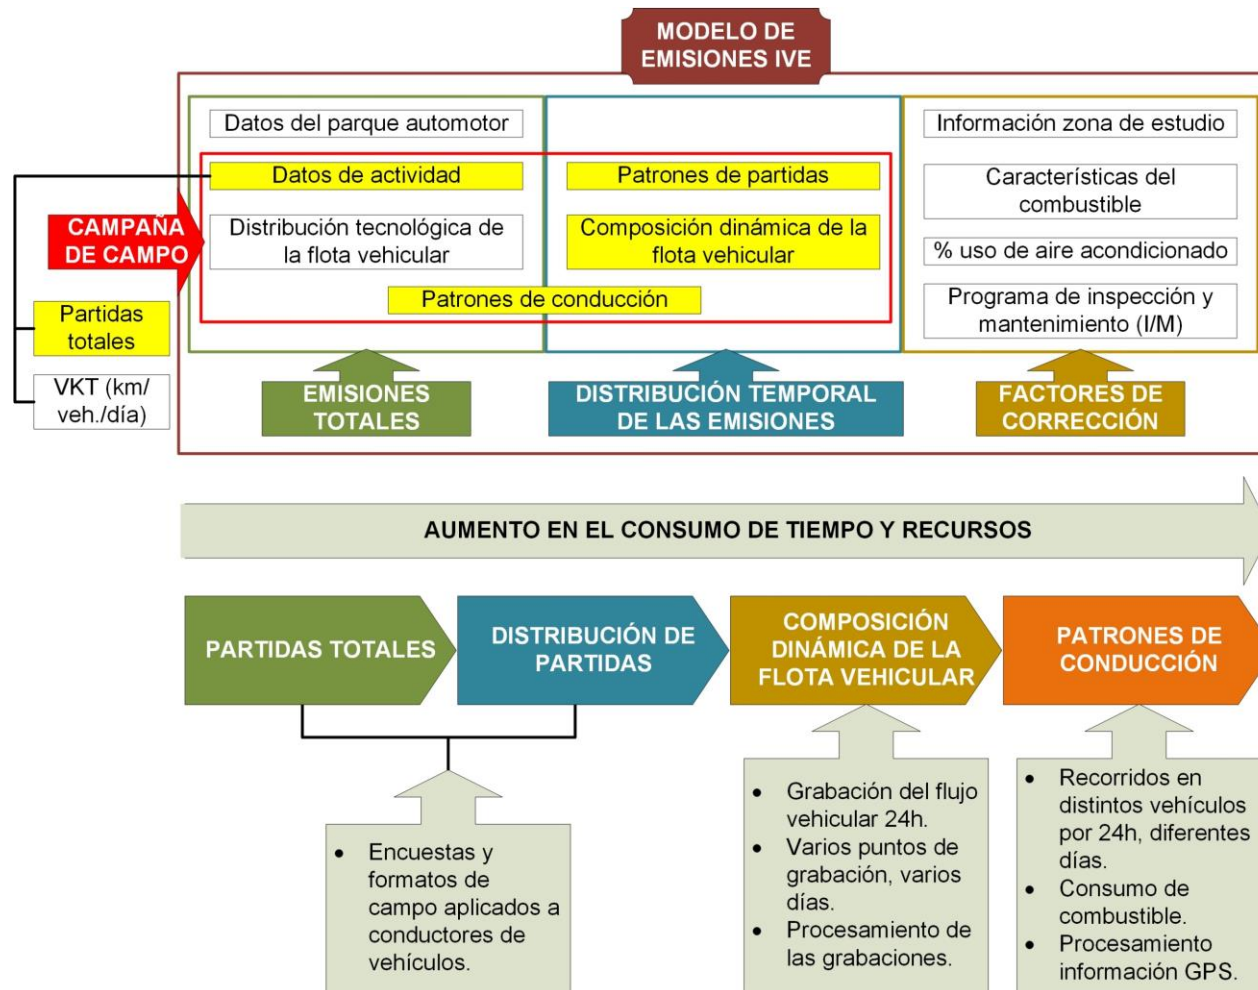 MODELO DE
EMISIONES IVE
Datos del parque automotor
Información zona de estudio
Datos de actividad
Patrones de partidas
Características del
combustible
CAMPAÑA
DE CAMPO
Distribución tecnológica de
la flota vehicular
Composición dinámica de la
flota vehicular
% uso de aire acondicionado
Patrones de conducción
Programa de inspección y
mantenimiento (I/M)
Partidas
totales
VKT (km/
veh./día)
EMISIONES
TOTALES
DISTRIBUCIÓN TEMPORAL
DE LAS EMISIONES
FACTORES DE
CORRECCIÓN
AUMENTO EN EL CONSUMO DE TIEMPO Y RECURSOS
PARTIDAS TOTALES
DISTRIBUCIÓN DE
PARTIDAS
COMPOSICIÓN
DINÁMICA DE LA
FLOTA VEHICULAR
PATRONES DE
CONDUCCIÓN
• Encuestas y
formatos de
campo aplicados a
conductores de
vehículos.
• Grabación del flujo
vehicular 24h.
• Varios puntos de
grabación, varios
días.
• Procesamiento de
las grabaciones.
• Recorridos en
distintos vehículos
por 24h, diferentes
días.
• Consumo de
combustible.
• Procesamiento
información GPS.